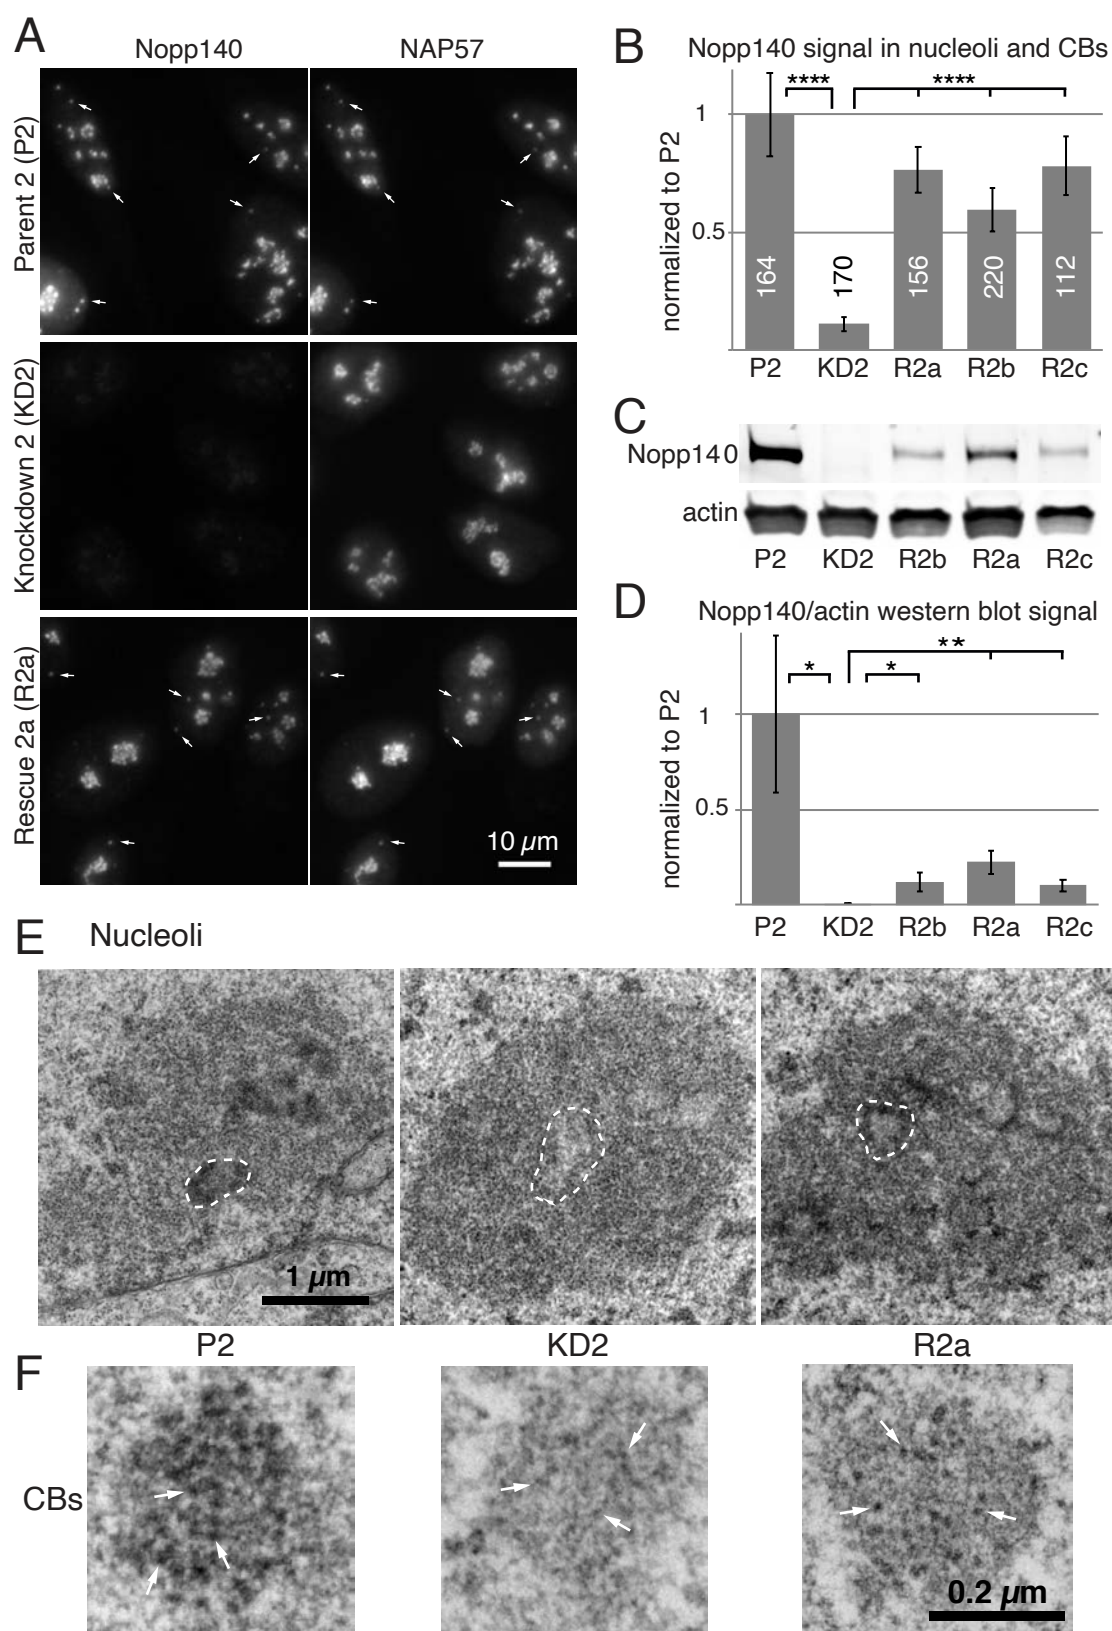 A
Nopp140
NAP57
Parent 2 (P2)
Knockdown 2 (KD2)
Rescue 2a (R2a)
10 µm
B
Nopp140 signal in nucleoli and CBs
normalized to P2
1
0.5
****
****
164
170
156
220
112
P2
KD2
R2a
R2b
R2c
C
Nopp140
actin
P2
KD2
R2b
R2a
R2c
D
Nopp140/actin western blot signal
normalized to P2
1
0.5
*
*
**
P2
KD2
R2b
R2a
R2c
E
Nucleoli
1 µm
P2
KD2
R2a
F
CBs
0.2 µm